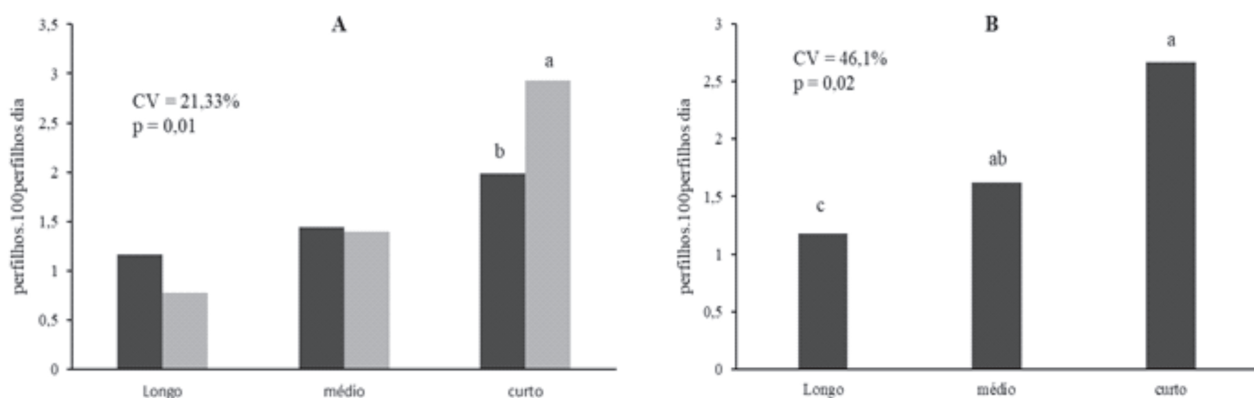 A
perfilhos.100perfilhos dia
3,5
3
2,5
2
1,5
1
0,5
0
CV = 21,33%
p = 0,01
b
a
Longo
médio
curto
B
perfilhos.100perfilhos dia
3
2.5
2
1,5
1
0,5
0
CV = 46,1%
p = 0,02
c
ab
a
Longo
médio
curto